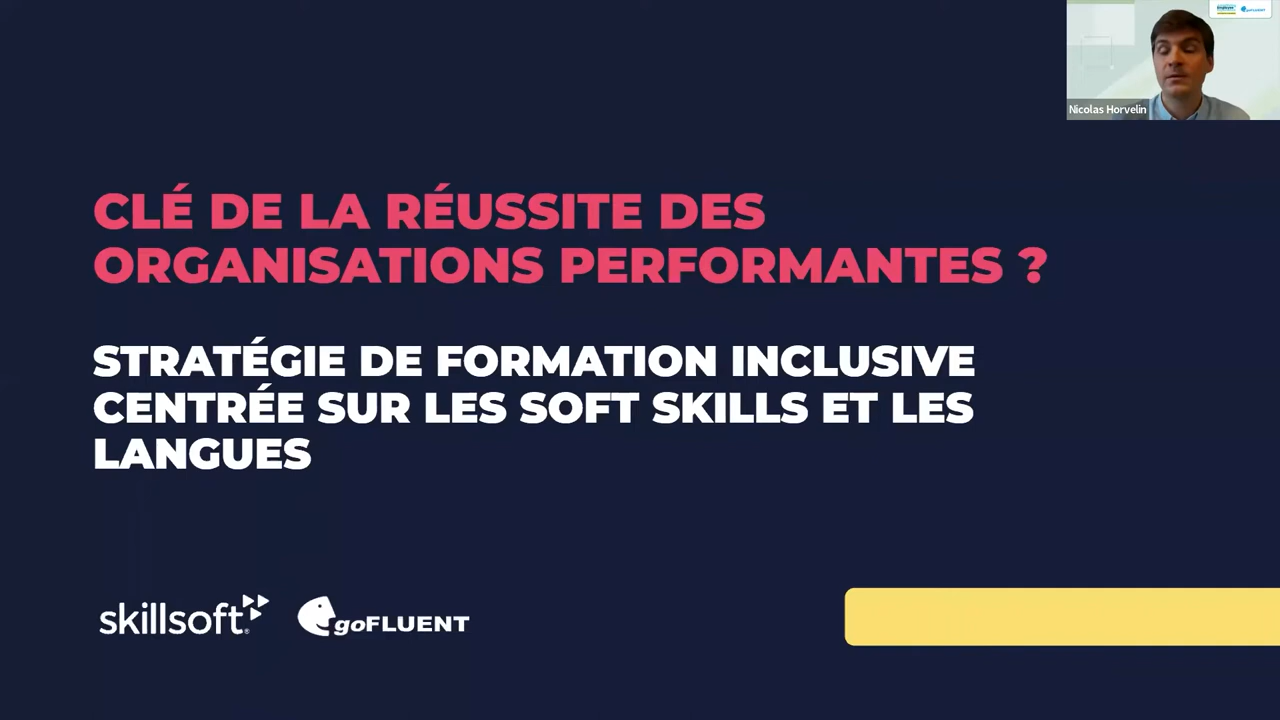 Nicolas Horvelin
CLÉ DE LA RÉUSSITE DES
ORGANISATIONS PERFORMANTES ?
STRATÉGIE DE FORMATION INCLUSIVE
CENTRÉE SUR LES SOFT SKILLS ET LES
LANGUES
skillsoft
goFLUENT